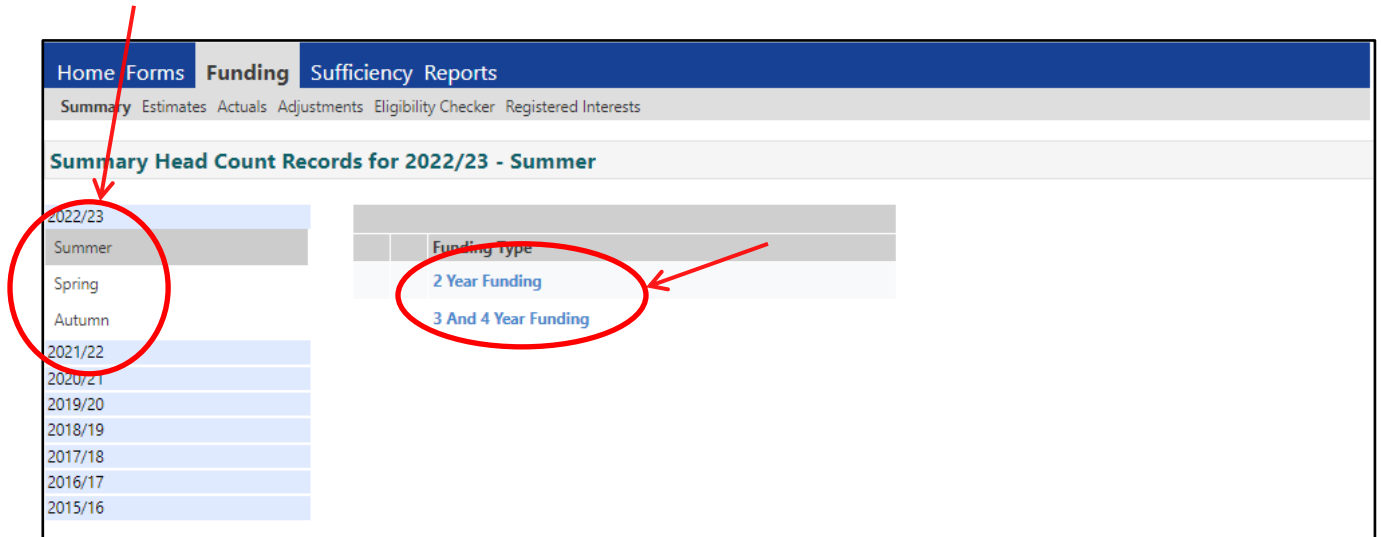 Home Forms Funding Sufficiency Reports
Summary Estimates Actuals Adjustments Eligibility Checker Registered Interests
Summary Head Count Records for 2022/23 - Summer
2022/23
Summer
Spring
Autumn
2021/22
2020/21
2019/20
2018/19
2017/18
2016/17
2015/16
Funding Type
2 Year Funding
3 And 4 Year Funding